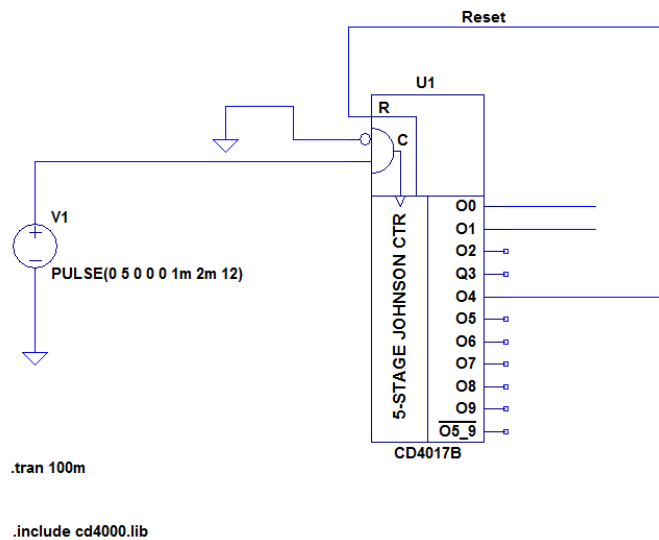 Reset
U1
R
C
V1
PULSE(0 5 0 0 0 1m 2m 12)
5-STAGE JOHNSON CTR
O0
O1
O2
Q3
O4
O5
O6
O7
O8
O9
O5_9
CD4017B
.tran 100m
.include cd4000.lib